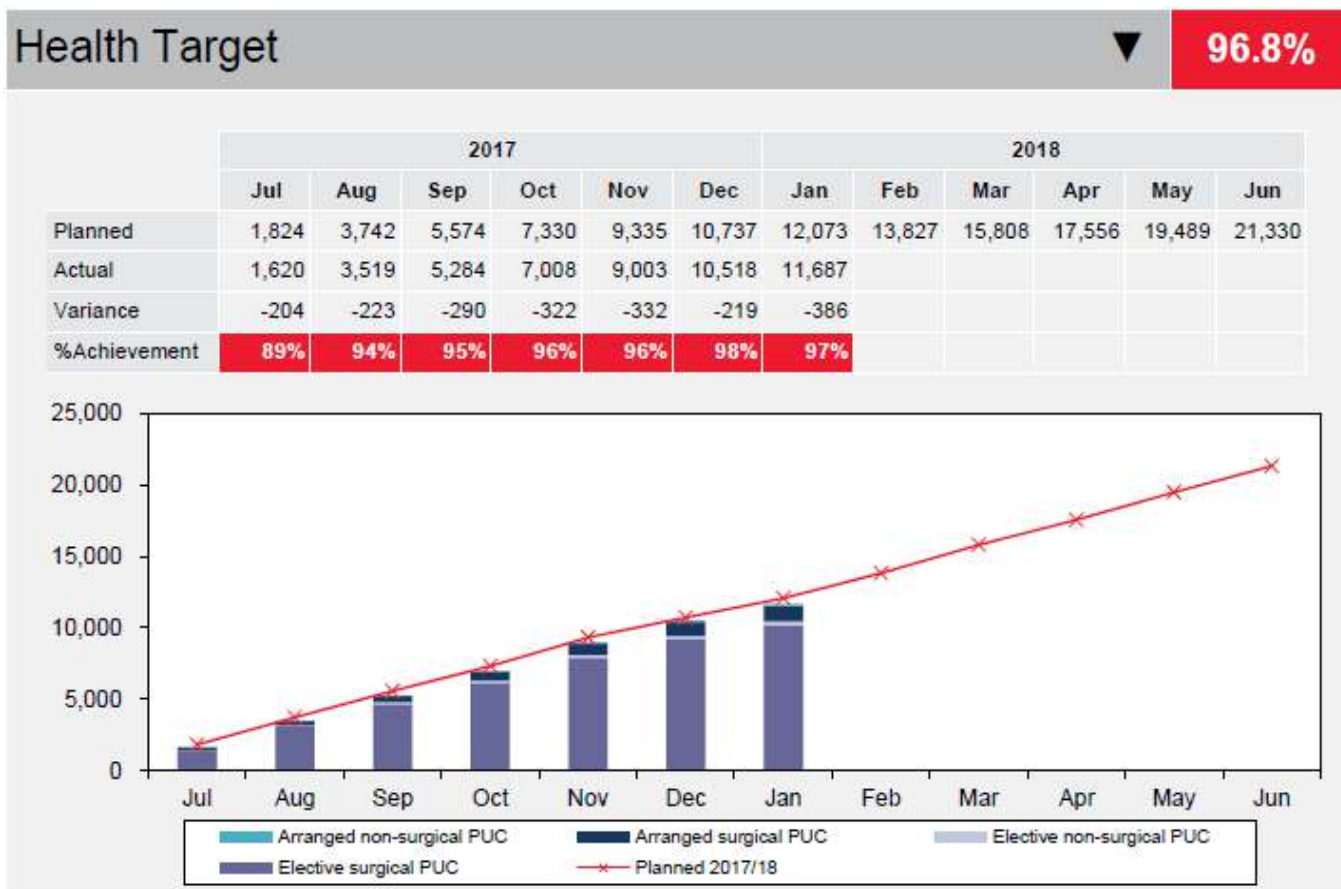 Health Target ▼ 96.8%
2017 2018
Jul Aug Sep Oct Nov Dec Jan Feb Mar Apr May Jun
Planned 1,824 3,742 5,574 7,330 9,335 10,737 12,073 13,827 15,808 17,556 19,489 21,330
Actual 1,620 3,519 5,284 7,008 9,003 10,518 11,687
Variance -204 -223 -290 -322 -332 -219 -386
%Achievement 89% 94% 95% 96% 96% 98% 97%
25,000
20,000
15,000
10,000
5,000
0
Jul Aug Sep Oct Nov Dec Jan Feb Mar Apr May Jun
Arranged non-surgical PUC Arranged surgical PUC Elective non-surgical PUC
Elective surgical PUC Planned 2017/18